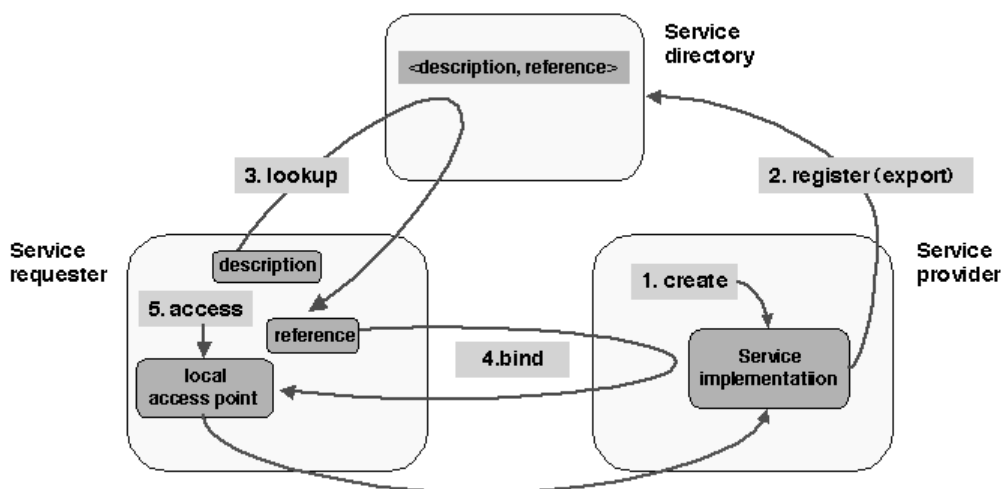 Service
directory
<description, reference>
3. lookup
2. register (export)
Service
requester
description
Service
provider
1. create
5. access
reference
4.bind
Service
implementatiion
local
access point